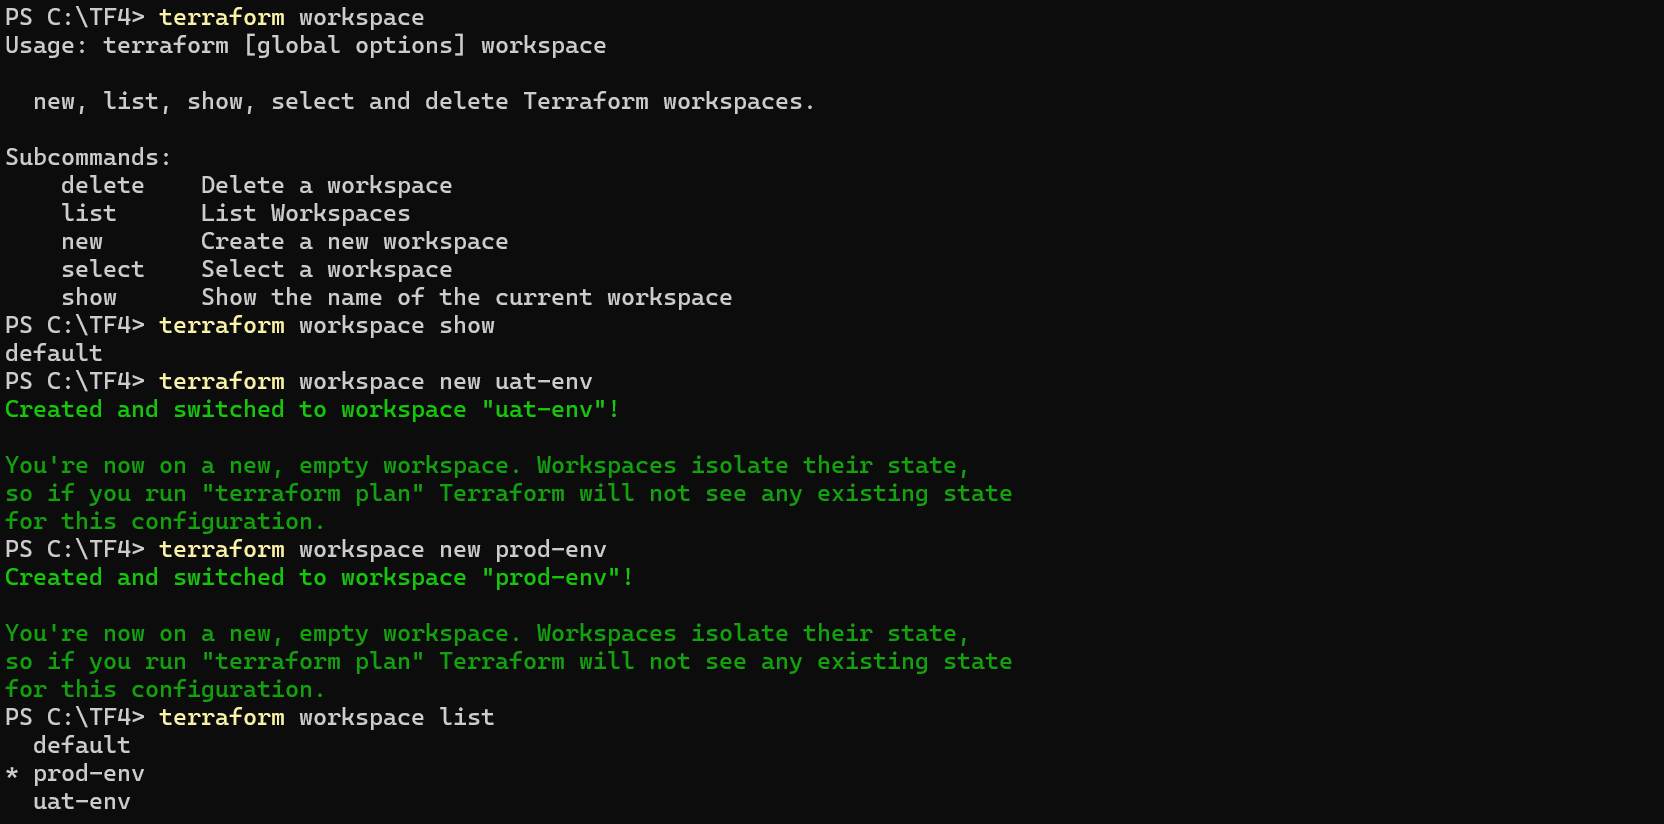 PS C:\TF4> terraform workspace
Usage: terraform [global options] workspace
  new, list, show, select and delete Terraform workspaces.
Subcommands:
    delete    Delete a workspace
    list      List Workspaces
    new       Create a new workspace
    select    Select a workspace
    show      Show the name of the current workspace
PS C:\TF4> terraform workspace show
default
PS C:\TF4> terraform workspace new uat-env
Created and switched to workspace "uat-env"!
You're now on a new, empty workspace. Workspaces isolate their state,
so if you run "terraform plan" Terraform will not see any existing state
for this configuration.
PS C:\TF4> terraform workspace new prod-env
Created and switched to workspace "prod-env"!
You're now on a new, empty workspace. Workspaces isolate their state,
so if you run "terraform plan" Terraform will not see any existing state
for this configuration.
PS C:\TF4> terraform workspace list
  default
* prod-env
  uat-env